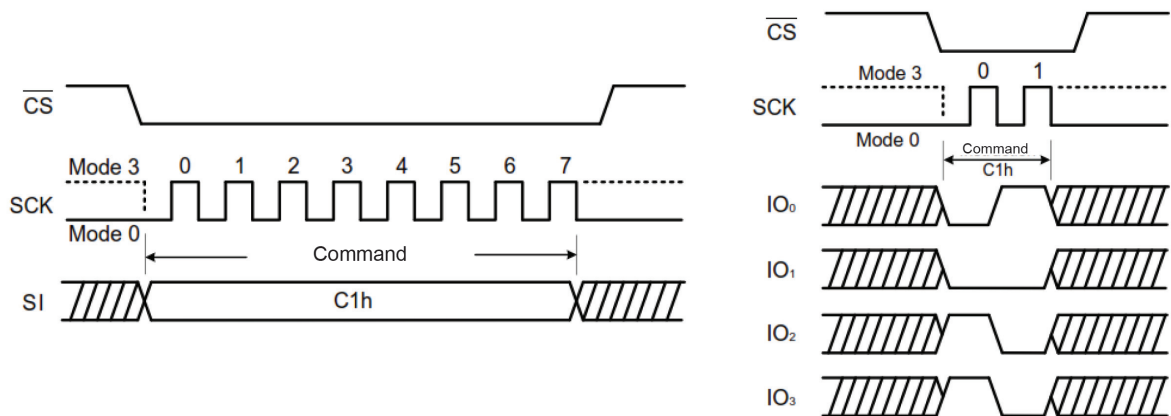 CS
Mode 3
0 1 2 3 4 5 6 7
SCK
Mode 0
Command
SI
C1h
CS
Mode 3
0 1
SCK
Mode 0
Command
C1h
IO₀
IO₁
IO₂
IO₃